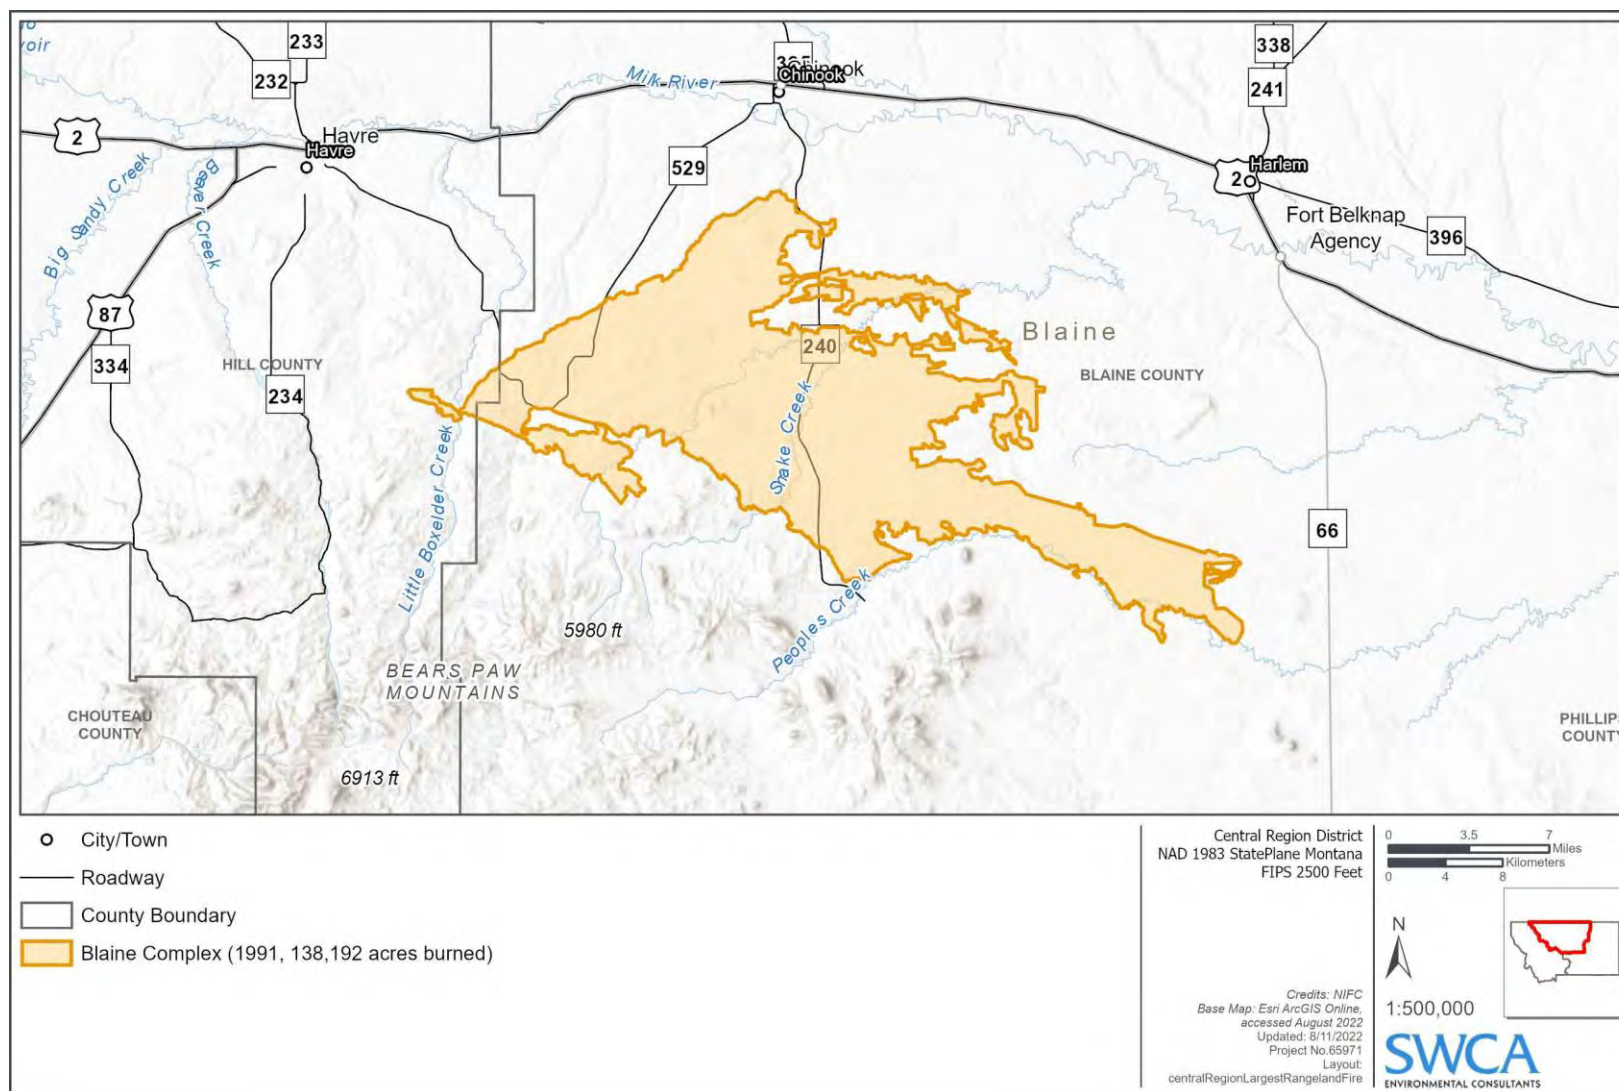 233
338
232
395
Chinook
Chinook
Milk River
241
2
Havre
Havre
529
Harlem
2
Big Sandy Creek
Beaver Creek
Fort Belknap
Agency
396
87
Blaine
334
HILL COUNTY
240
BLAINE COUNTY
234
Little Boxelder Creek
Snake Creek
66
Peoples Creek
5980 ft
BEARS PAW
MOUNTAINS
CHOUTEAU
COUNTY
PHILLIPS
COUNTY
6913 ft
City/Town
Roadway
County Boundary
Blaine Complex (1991, 138,192 acres burned)
Central Region District
NAD 1983 StatePlane Montana
FIPS 2500 Feet
0 3.5 7
Miles
Kilometers
0 4 8
N
1:500,000
Credits: NIFC
Base Map: Esri ArcGIS Online,
accessed August 2022
Updated: 8/11/2022
Project No.65971
Layout:
centralRegionLargestRangelandFire
SWCA
ENVIRONMENTAL CONSULTANTS